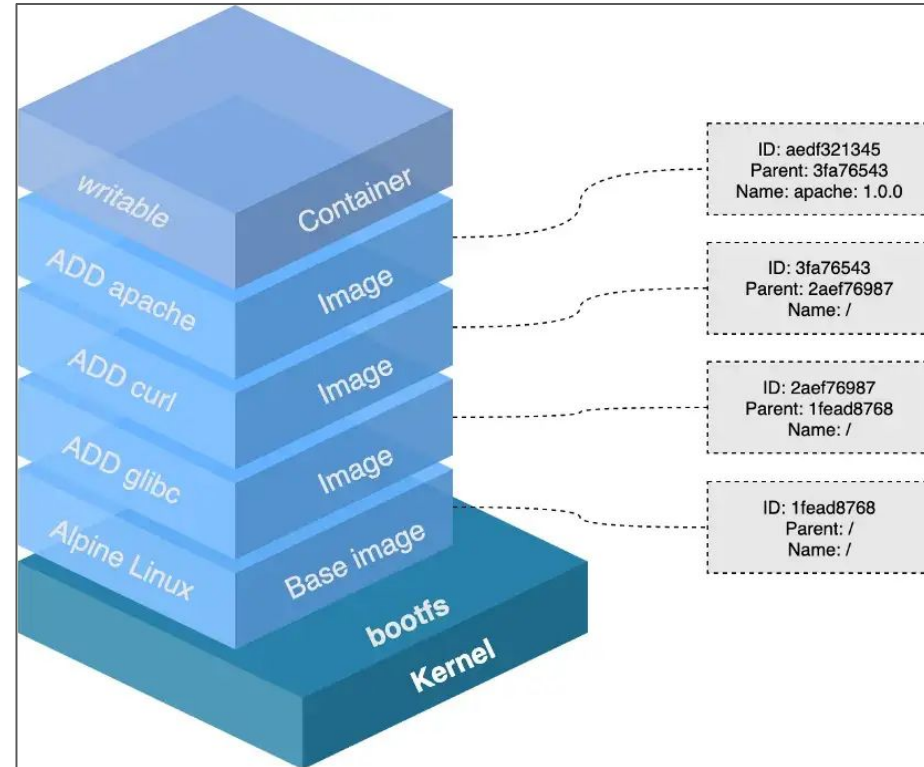 writable
Container
ADD apache
Image
ADD curl
Image
ADD glibc
Image
Alpine Linux
Base image
bootfs
Kernel
ID: aedf321345
Parent: 3fa76543
Name: apache: 1.0.0
ID: 3fa76543
Parent: 2aef76987
Name: /
ID: 2aef76987
Parent: 1fead8768
Name: /
ID: 1fead8768
Parent: /
Name: /